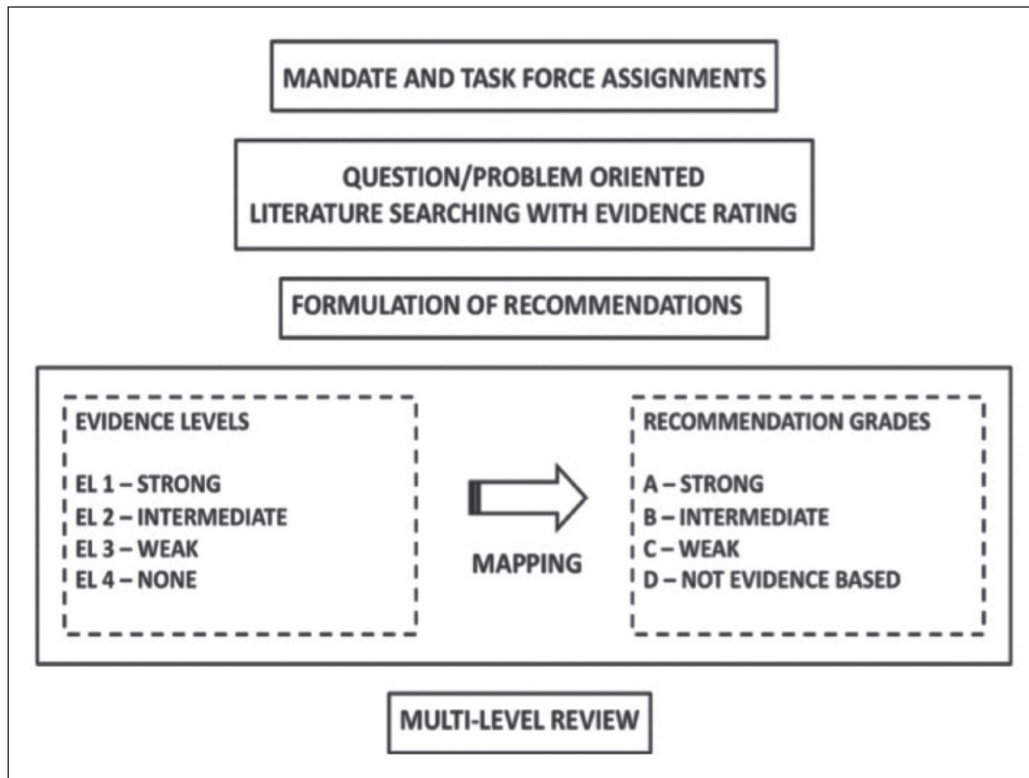 MANDATE AND TASK FORCE ASSIGNMENTS
QUESTION/PROBLEM ORIENTED
LITERATURE SEARCHING WITH EVIDENCE RATING
FORMULATION OF RECOMMENDATIONS
EVIDENCE LEVELS
EL 1 – STRONG
EL 2 – INTERMEDIATE
EL 3 – WEAK
EL 4 – NONE
MAPPING
RECOMMENDATION GRADES
A – STRONG
B – INTERMEDIATE
C – WEAK
D – NOT EVIDENCE BASED
MULTI-LEVEL REVIEW